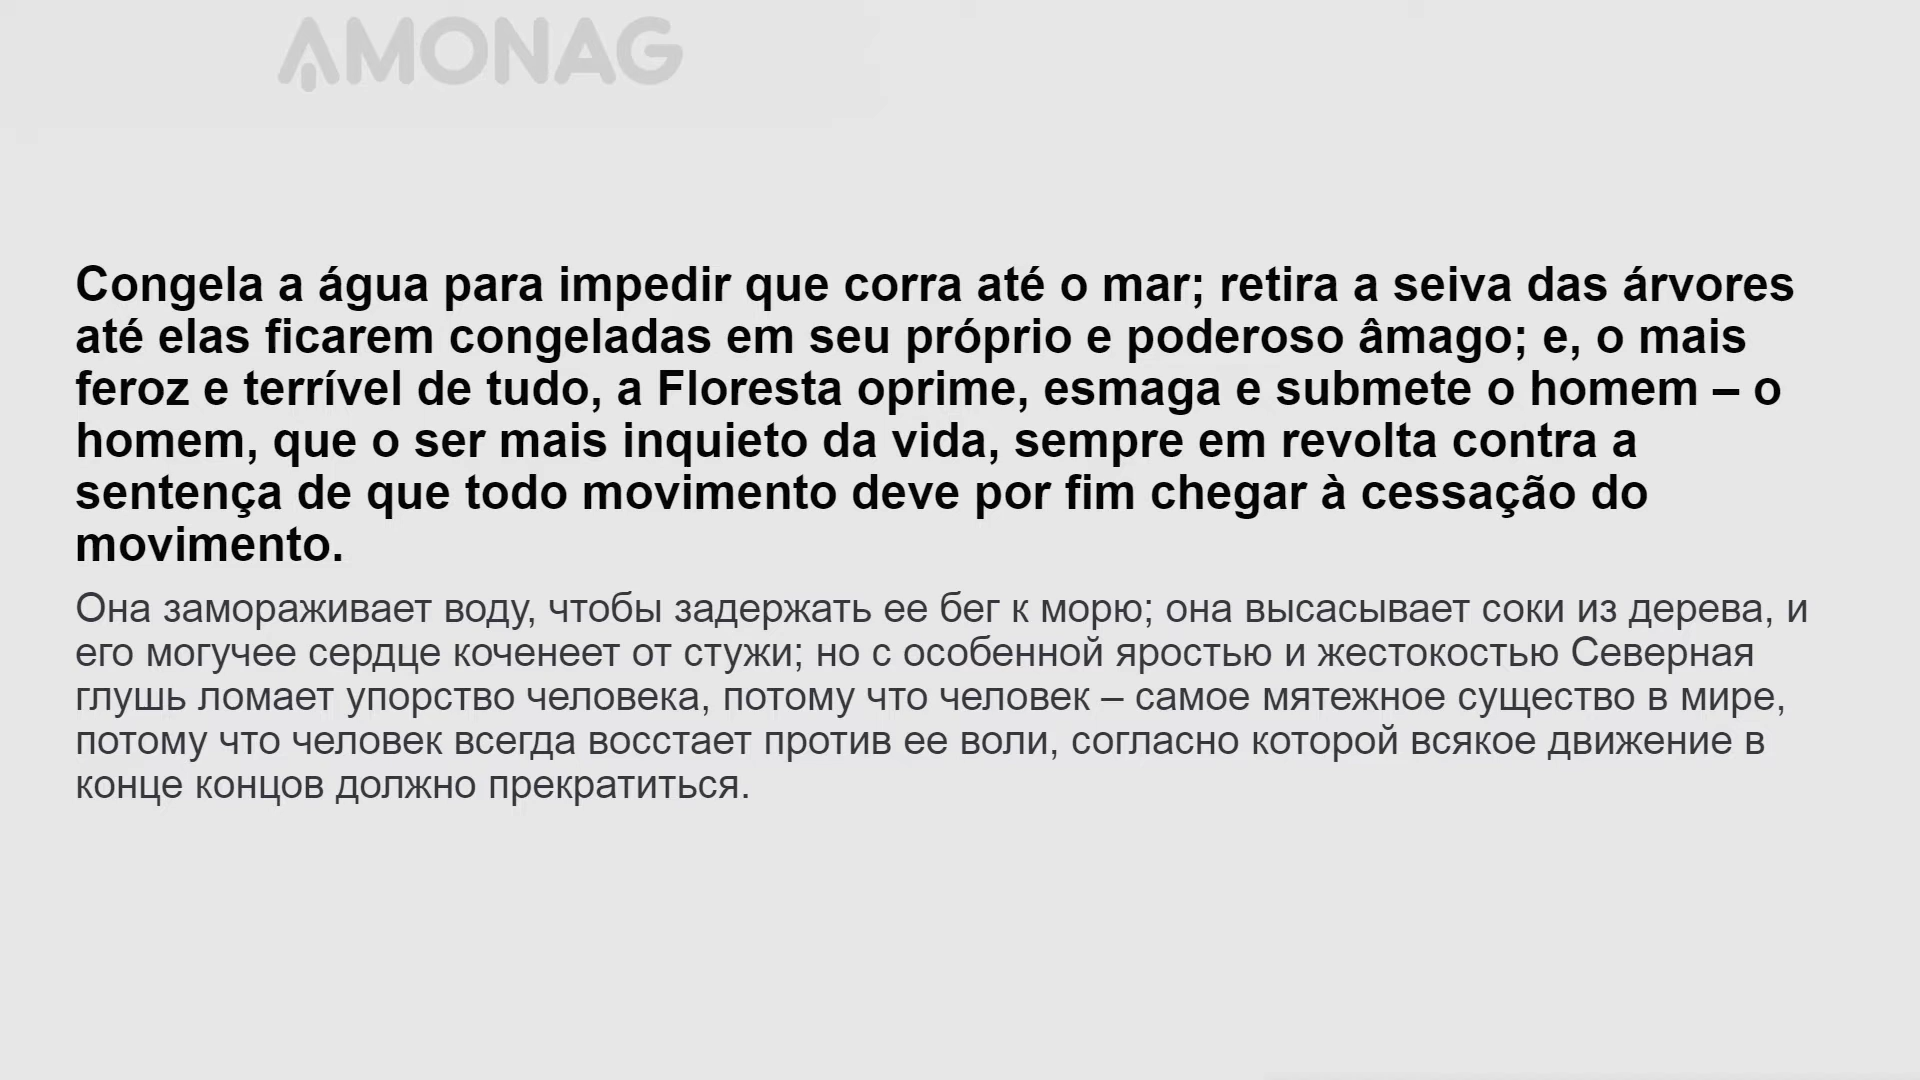 AMONAG
Congela a água para impedir que corra até o mar; retira a seiva das árvores
até elas ficarem congeladas em seu próprio e poderoso âmago; e, o mais
feroz e terrível de tudo, a Floresta oprime, esmaga e submete o homem – o
homem, que o ser mais inquieto da vida, sempre em revolta contra a
sentença de que todo movimento deve por fim chegar à cessação do
movimento.
Она замораживает воду, чтобы задержать ее бег к морю; она высасывает соки из дерева, и
его могучее сердце коченеет от стужи; но с особенной яростью и жестокостью Северная
глушь ломает упорство человека, потому что человек – самое мятежное существо в мире,
потому что человек всегда восстает против ее воли, согласно которой всякое движение в
конце концов должно прекратиться.